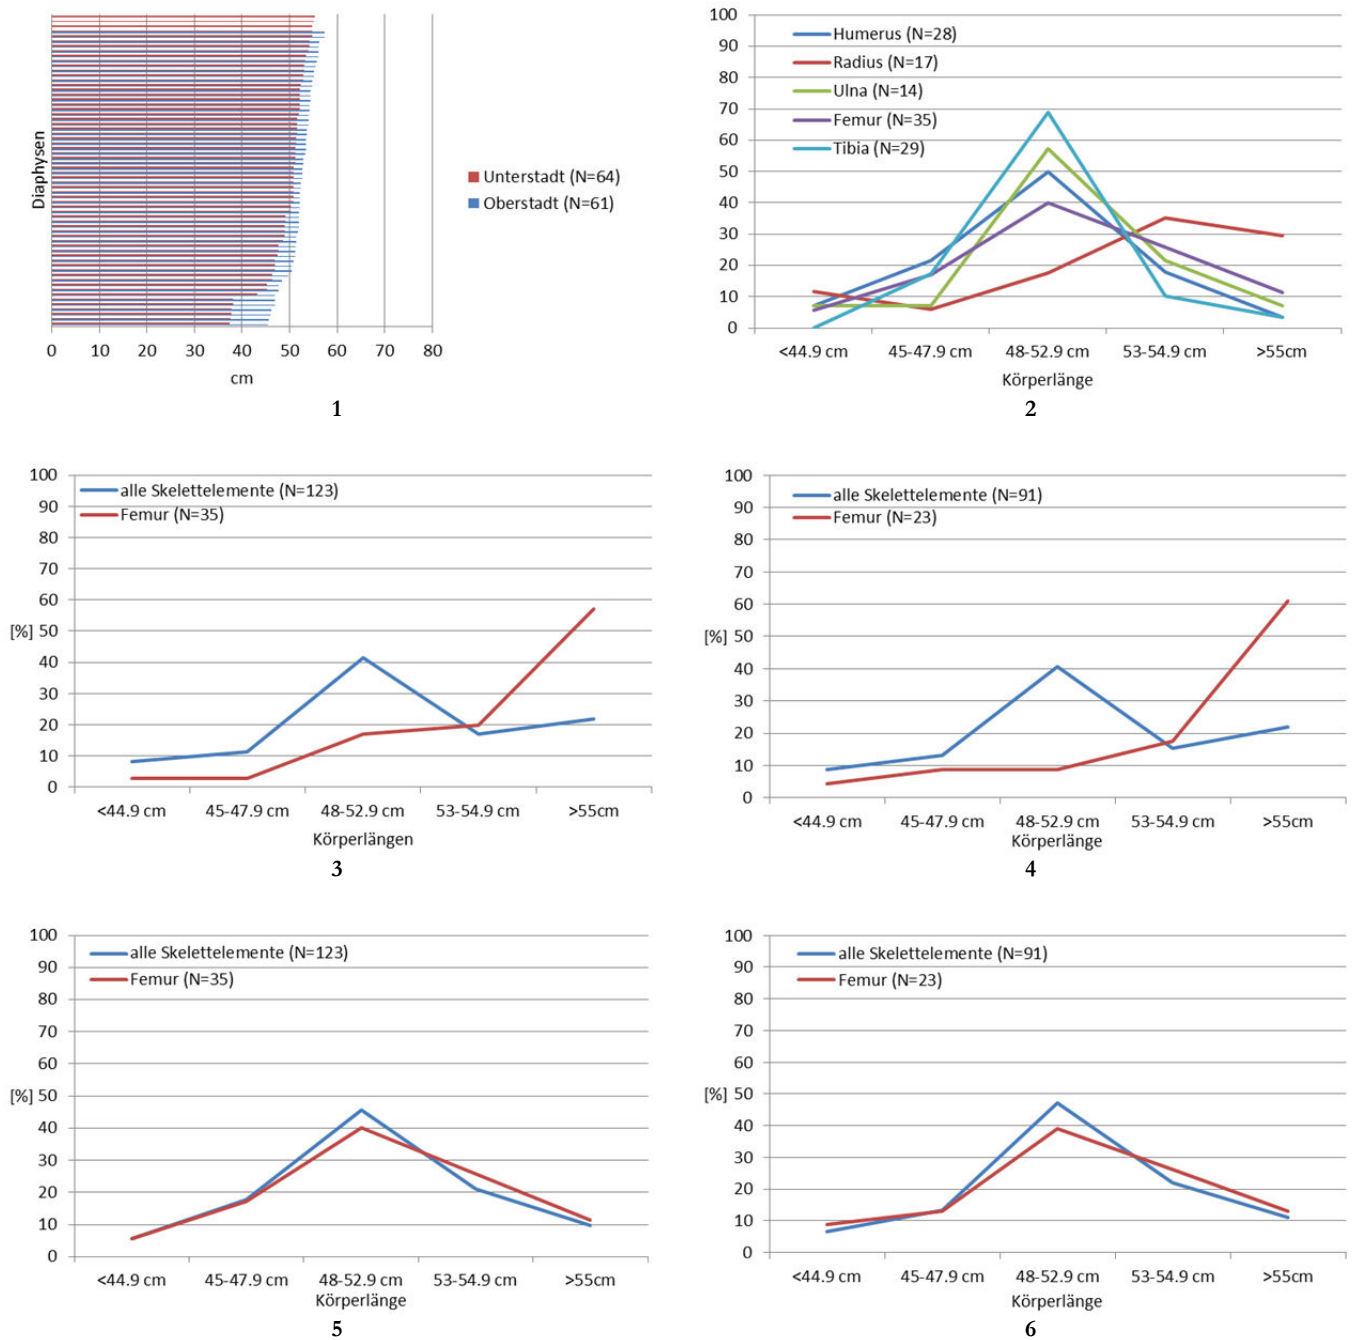 Diaphysen
0 10 20 30 40 50 60 70 80
cm
Unterstadt (N=64)
Oberstadt (N=61)
1
100
90
80
70
60
50
40
30
20
10
0
Humerus (N=28)
Radius (N=17)
Ulna (N=14)
Femur (N=35)
Tibia (N=29)
<44.9 cm 45-47.9 cm 48-52.9 cm 53-54.9 cm >55cm
Körperlänge
2
100
90
80
70
60
[%] 50
40
30
20
10
0
alle Skelettelemente (N=123)
Femur (N=35)
<44.9 cm 45-47.9 cm 48-52.9 cm 53-54.9 cm >55cm
Körperlängen
3
100
90
80
70
60
[%] 50
40
30
20
10
0
alle Skelettelemente (N=91)
Femur (N=23)
<44.9 cm 45-47.9 cm 48-52.9 cm 53-54.9 cm >55cm
Körperlänge
4
100
90
80
70
60
[%] 50
40
30
20
10
0
alle Skelettelemente (N=123)
Femur (N=35)
<44.9 cm 45-47.9 cm 48-52.9 cm 53-54.9 cm >55cm
Körperlänge
5
100
90
80
70
60
[%] 50
40
30
20
10
0
alle Skelettelemente (N=91)
Femur (N=23)
<44.9 cm 45-47.9 cm 48-52.9 cm 53-54.9 cm >55cm
Körperlänge
6